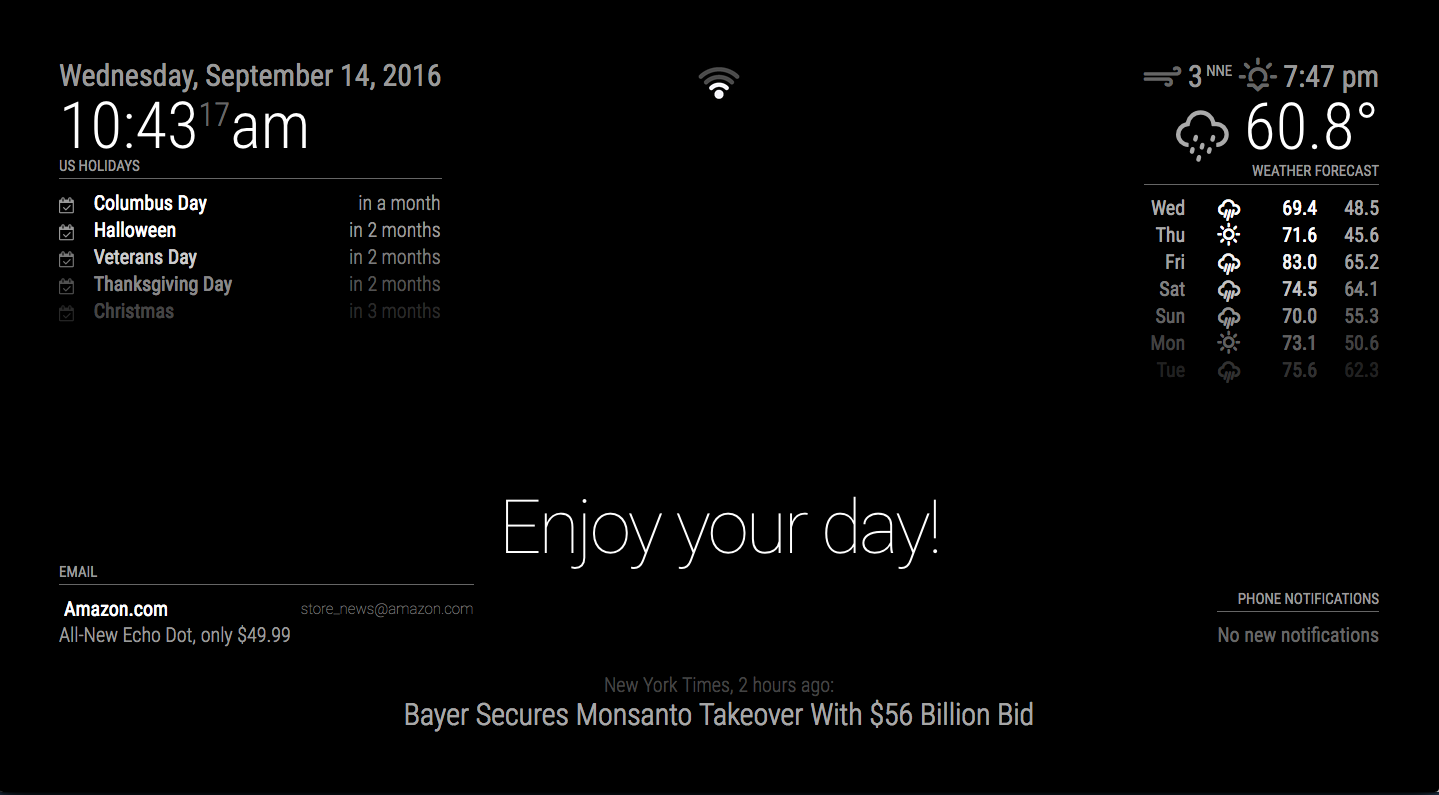 Wednesday, September 14, 2016
10:43 17 am
US HOLIDAYS
Columbus Day in a month
Halloween in 2 months
Veterans Day in 2 months
Thanksgiving Day in 2 months
Christmas in 3 months
3 NNE 7:47 pm
60.8°
WEATHER FORECAST
Wed 69.4 48.5
Thu 71.6 45.6
Fri 83.0 65.2
Sat 74.5 64.1
Sun 70.0 55.3
Mon 73.1 50.6
Tue 75.6 62.3
Enjoy your day!
EMAIL
Amazon.com store_news@amazon.com
All-New Echo Dot, only $49.99
PHONE NOTIFICATIONS
No new notifications
New York Times, 2 hours ago:
Bayer Secures Monsanto Takeover With $56 Billion Bid